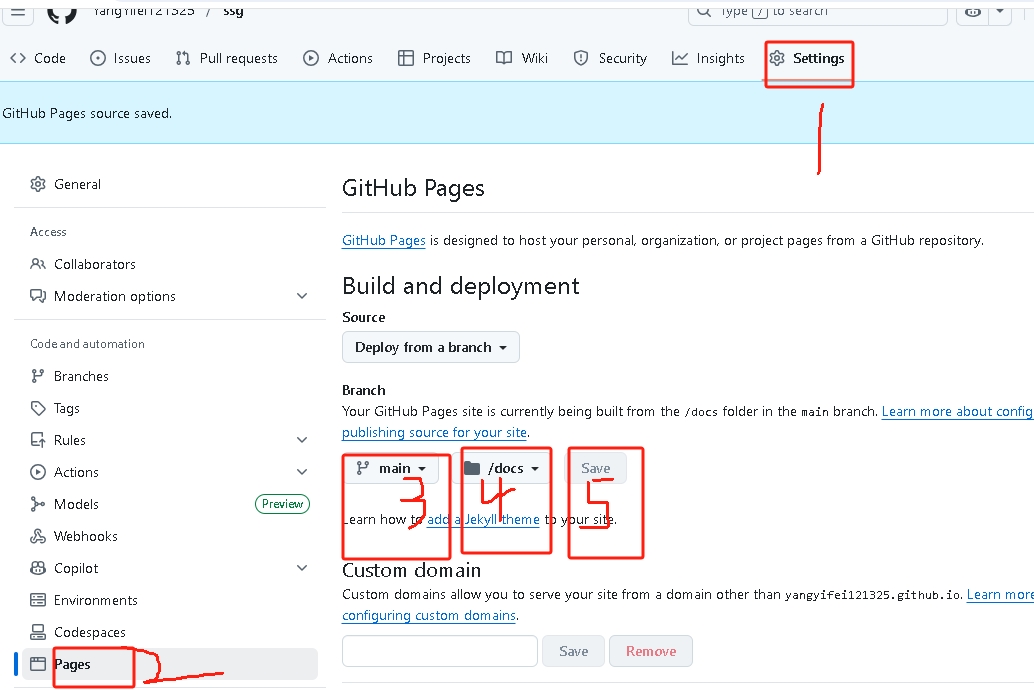 YangYifei121325 / ssg
Type / to search
Code Issues Pull requests Actions Projects Wiki Security Insights Settings
1
GitHub Pages source saved.
General
Access
Collaborators
Moderation options
Code and automation
Branches
Tags
Rules
Actions
Models Preview
Webhooks
Copilot
Environments
Codespaces
Pages 2
GitHub Pages
GitHub Pages is designed to host your personal, organization, or project pages from a GitHub repository.
Build and deployment
Source
Deploy from a branch
Branch
Your GitHub Pages site is currently being built from the /docs folder in the main branch. Learn more about config
publishing source for your site.
main /docs Save
3 4 5
Learn how to add a Jekyll theme to your site.
Custom domain
Custom domains allow you to serve your site from a domain other than yangyifei121325.github.io. Learn more
configuring custom domains.
Save Remove